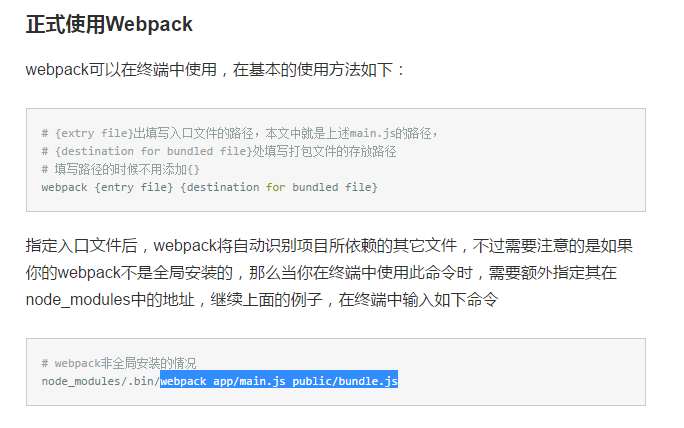 正式使用Webpack
webpack可以在终端中使用，在基本的使用方法如下：
# {extry file}出填写入口文件的路径，本文中就是上述main.js的路径，
# {destination for bundled file}处填写打包文件的存放路径
# 填写路径的时候不用添加{}
webpack {entry file} {destination for bundled file}
指定入口文件后，webpack将自动识别项目所依赖的其它文件，不过需要注意的是如果
你的webpack不是全局安装的，那么当你在终端中使用此命令时，需要额外指定其在
node_modules中的地址，继续上面的例子，在终端中输入如下命令
# webpack非全局安装的情况
node_modules/.bin/webpack app/main.js public/bundle.js